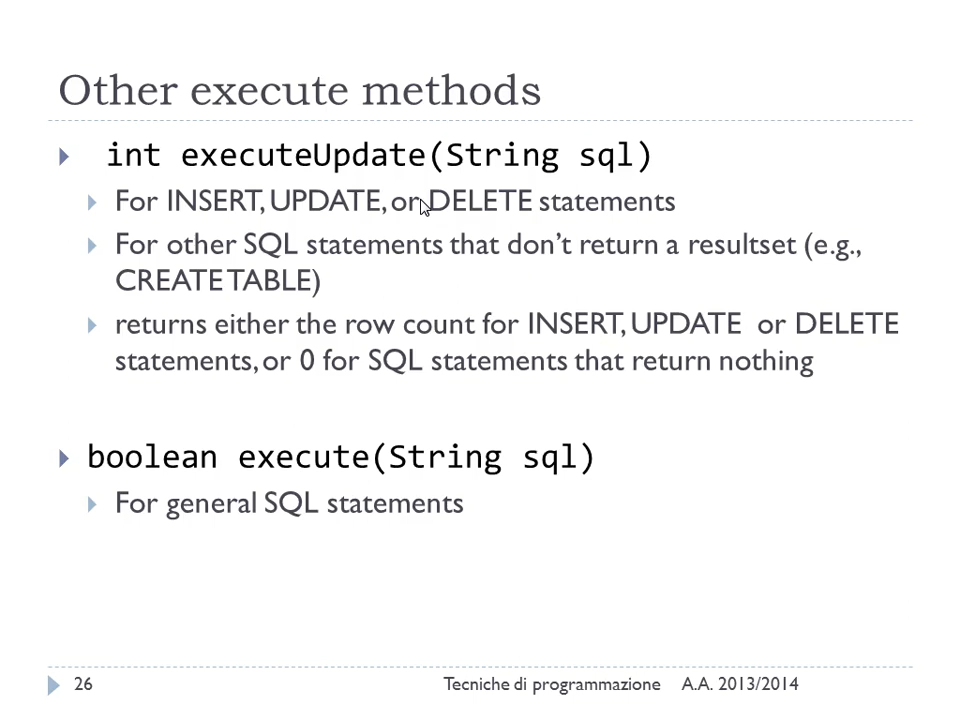 Other execute methods
int executeUpdate(String sql)
For INSERT, UPDATE, or DELETE statements
For other SQL statements that don’t return a resultset (e.g.,
CREATE TABLE)
returns either the row count for INSERT, UPDATE or DELETE
statements, or 0 for SQL statements that return nothing
boolean execute(String sql)
For general SQL statements
26 Tecniche di programmazione A.A. 2013/2014